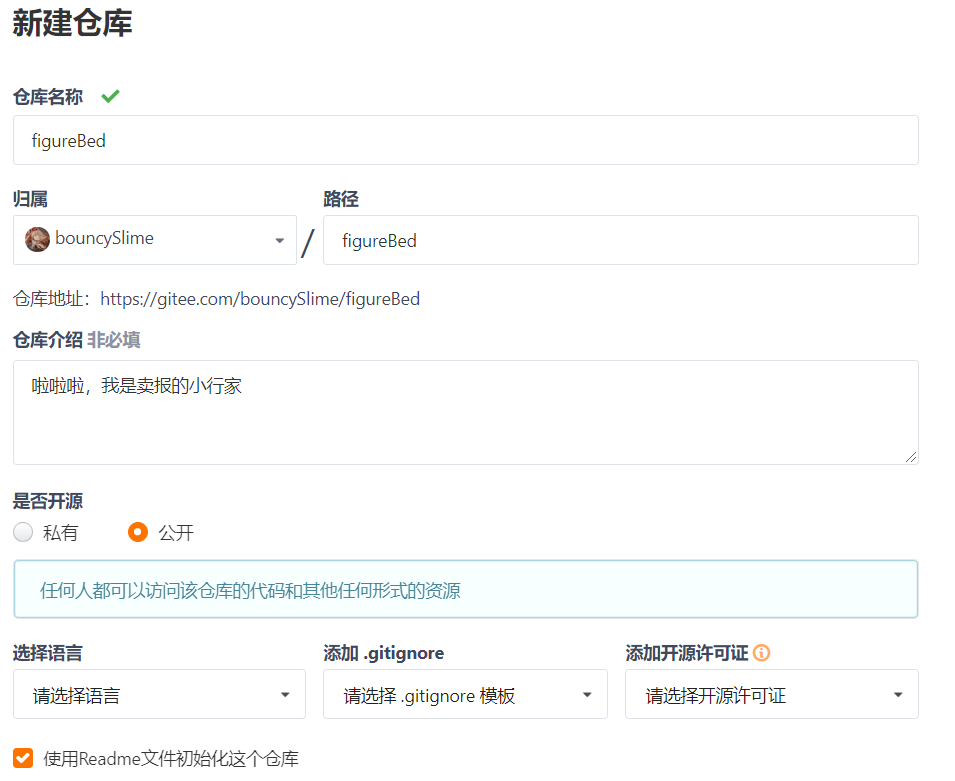 新建仓库
仓库名称
figureBed
归属 路径
bouncySlime / figureBed
仓库地址：https://gitee.com/bouncySlime/figureBed
仓库介绍 非必填
啦啦啦，我是卖报的小行家
是否开源
私有 公开
任何人都可以访问该仓库的代码和其他任何形式的资源
选择语言 添加 .gitignore 添加开源许可证
请选择语言 请选择 .gitignore 模板 请选择开源许可证
使用Readme文件初始化这个仓库